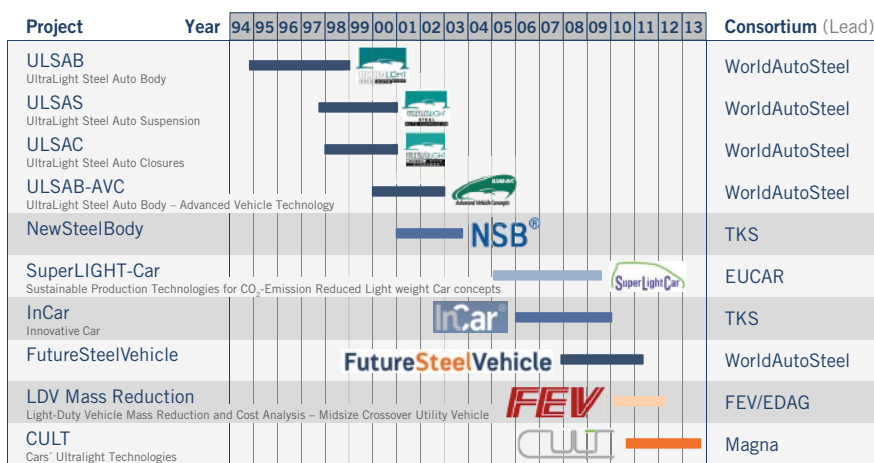 Project Year 94 95 96 97 98 99 00 01 02 03 04 05 06 07 08 09 10 11 12 13 Consortium (Lead)
ULSAB WorldAutoSteel
UltraLight Steel Auto Body
ULSAS WorldAutoSteel
UltraLight Steel Auto Suspension
ULSAC WorldAutoSteel
UltraLight Steel Auto Closures
ULSAB-AVC ULSAB-AVC WorldAutoSteel
UltraLight Steel Auto Body – Advanced Vehicle Technology Advanced Vehicle Concepts
NewSteelBody NSB® TKS
SuperLIGHT-Car SuperLightCar EUCAR
Sustainable Production Technologies for CO₂-Emission Reduced Light weight Car concepts
InCar InCar® TKS
Innovative Car
FutureSteelVehicle FutureSteelVehicle WorldAutoSteel
LDV Mass Reduction FEV FEV/EDAG
Light-Duty Vehicle Mass Reduction and Cost Analysis – Midsize Crossover Utility Vehicle
CULT CULT Magna
Cars´ Ultralight Technologies